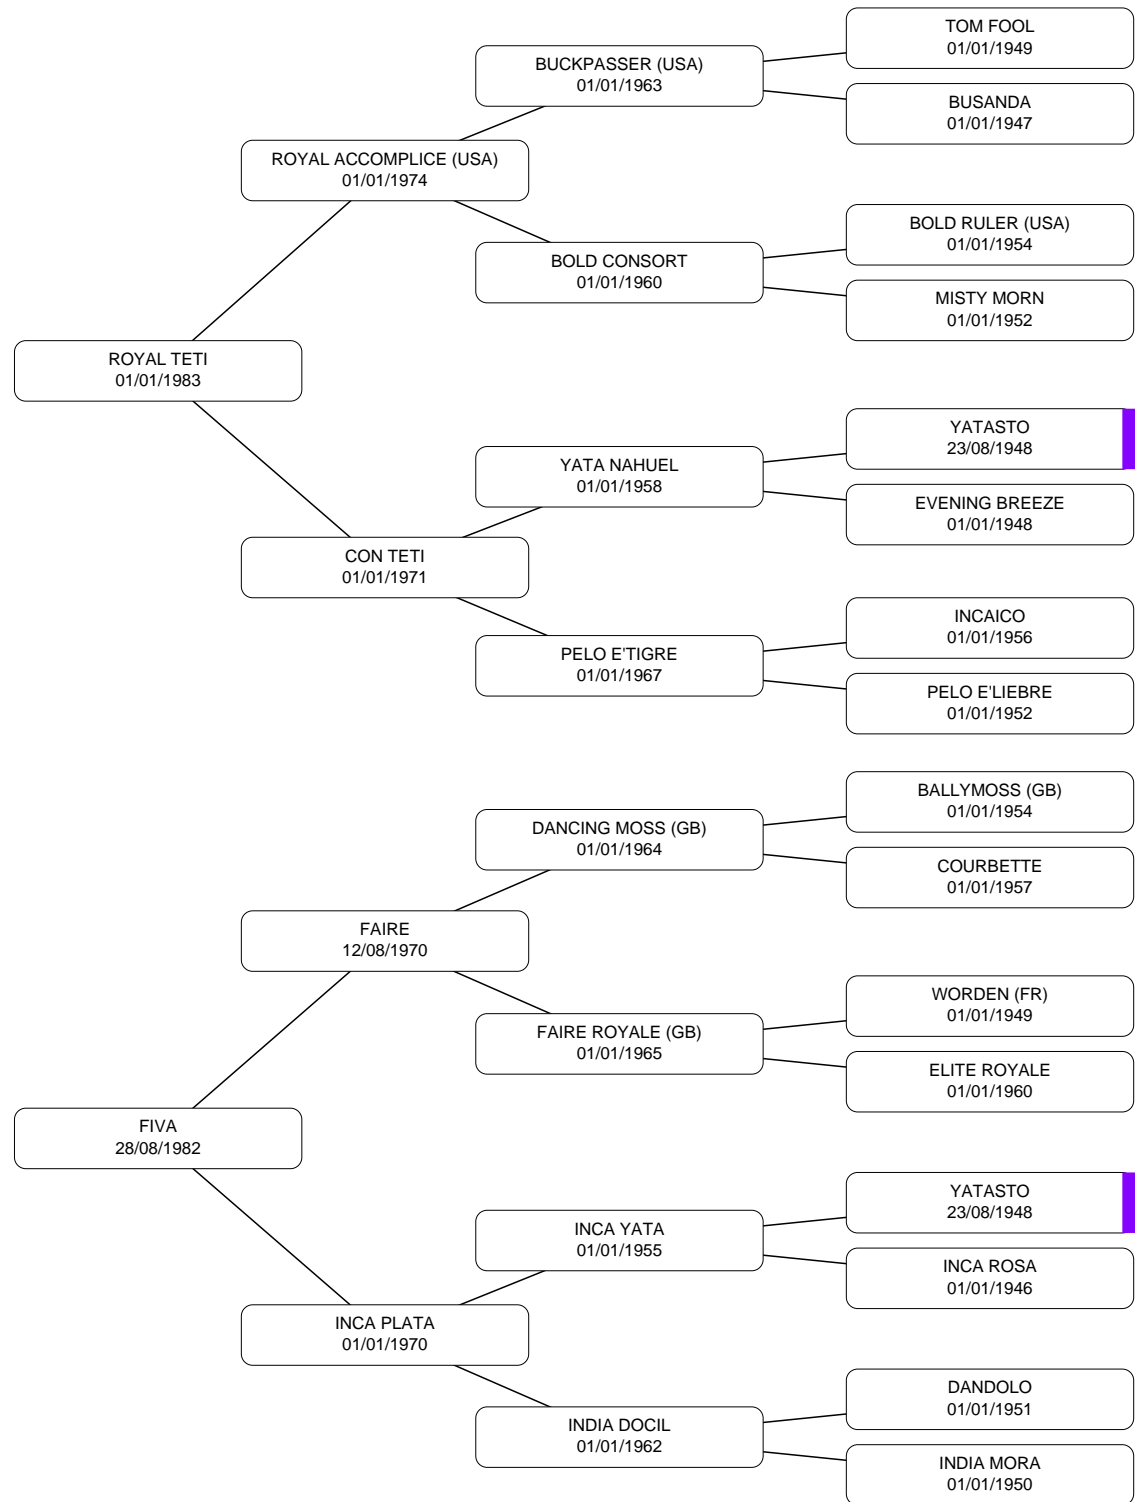 TOM FOOL
01/01/1949
BUCKPASSER (USA)
01/01/1963
BUSANDA
01/01/1947
ROYAL ACCOMPLICE (USA)
01/01/1974
BOLD RULER (USA)
01/01/1954
BOLD CONSORT
01/01/1960
MISTY MORN
01/01/1952
ROYAL TETI
01/01/1983
YATASTO
23/08/1948
YATA NAHUEL
01/01/1958
EVENING BREEZE
01/01/1948
CON TETI
01/01/1971
INCAICO
01/01/1956
PELO E'TIGRE
01/01/1967
PELO E'LIEBRE
01/01/1952
BALLYMOSS (GB)
01/01/1954
DANCING MOSS (GB)
01/01/1964
COURBETTE
01/01/1957
FAIRE
12/08/1970
WORDEN (FR)
01/01/1949
FAIRE ROYALE (GB)
01/01/1965
ELITE ROYALE
01/01/1960
FIVA
28/08/1982
YATASTO
23/08/1948
INCA YATA
01/01/1955
INCA ROSA
01/01/1946
INCA PLATA
01/01/1970
DANDOLO
01/01/1951
INDIA DOCIL
01/01/1962
INDIA MORA
01/01/1950